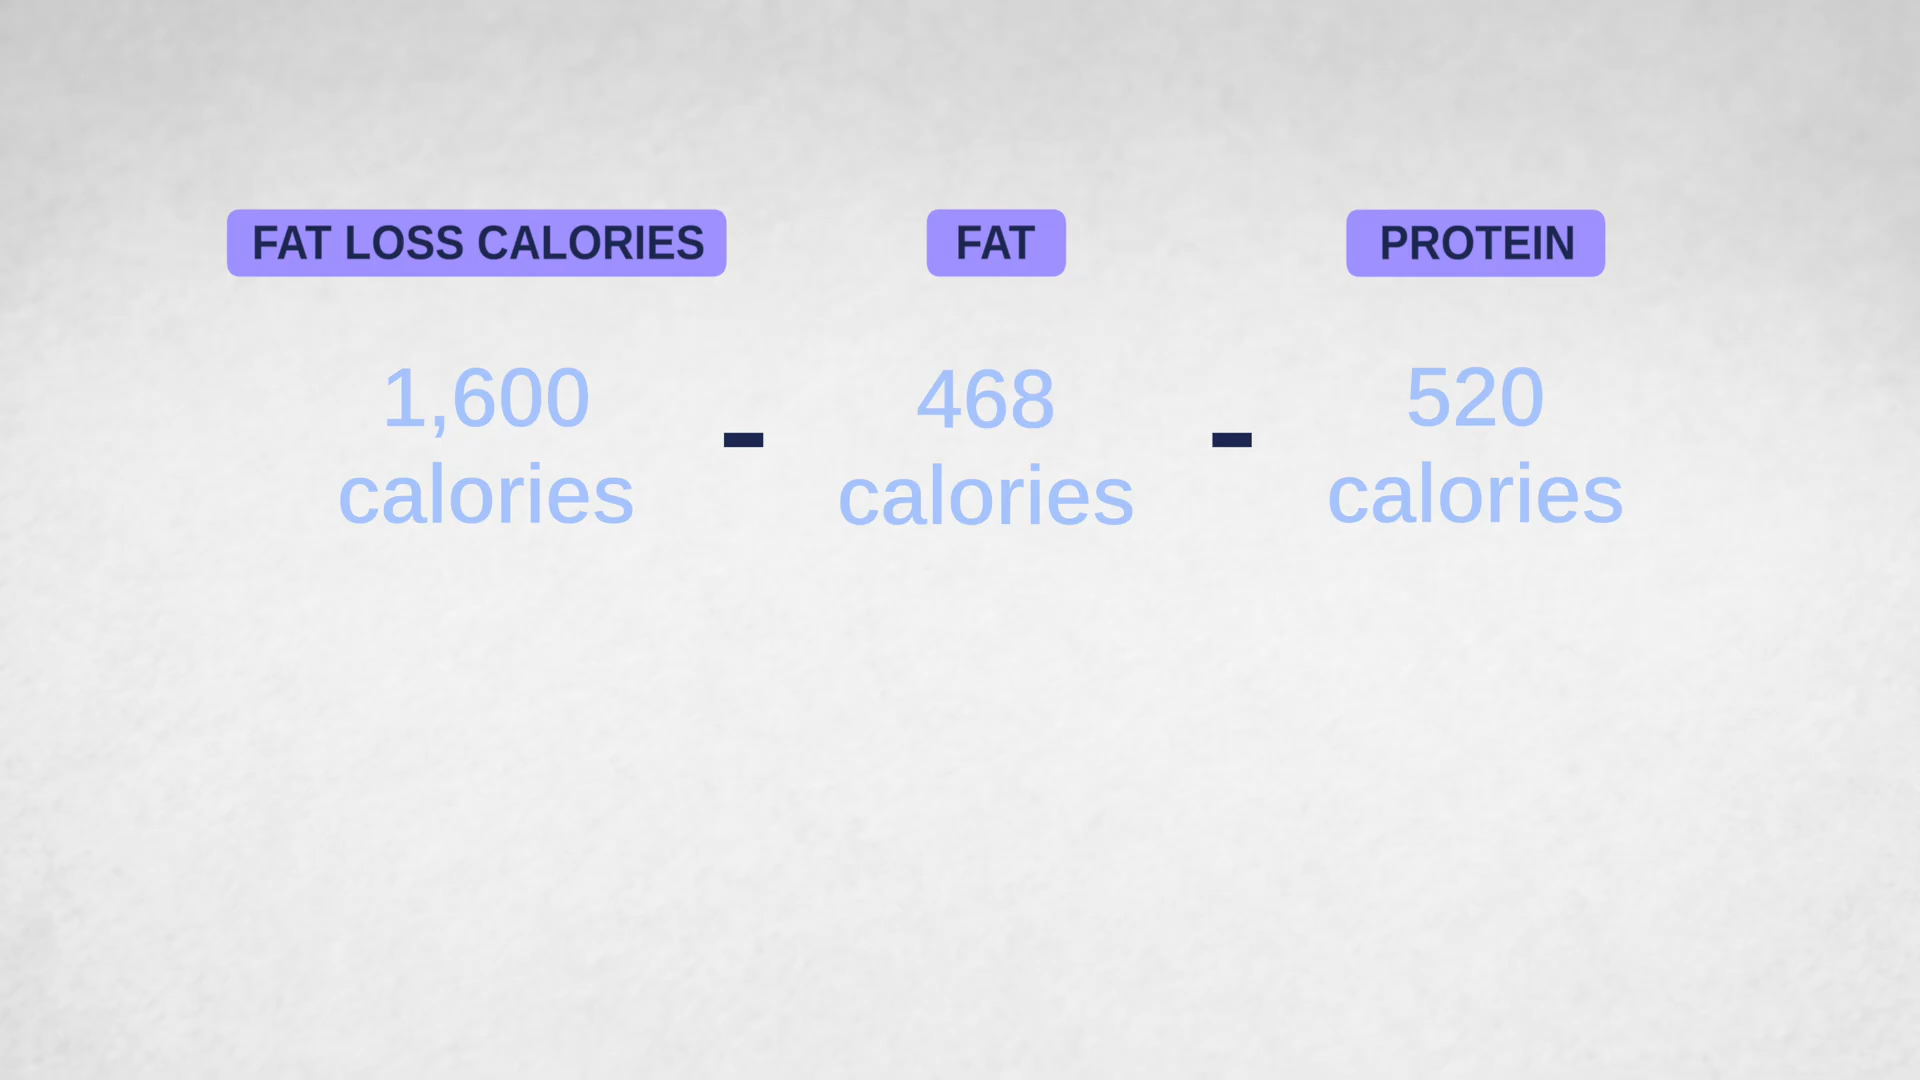 FAT LOSS CALORIES
FAT
PROTEIN
1,600
calories
-
468
calories
-
520
calories